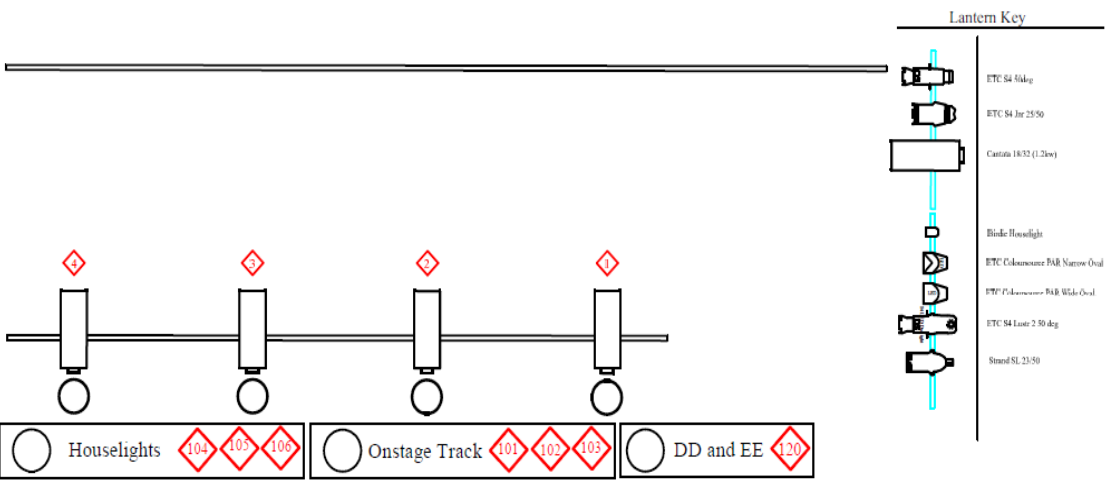 Lantern Key
ETC S4 50deg
ETC S4 Jnr 25/50
Cantata 18/32 (1.2kw)
Birdie Houselight
ETC Coloursource PAR Narrow Oval
ETC Coloursource PAR Wide Oval
ETC S4 Lustr 2 50 deg
Strand SL 23/50
4 3 2 1
Houselights 104 105 106
Onstage Track 101 102 103
DD and EE 120